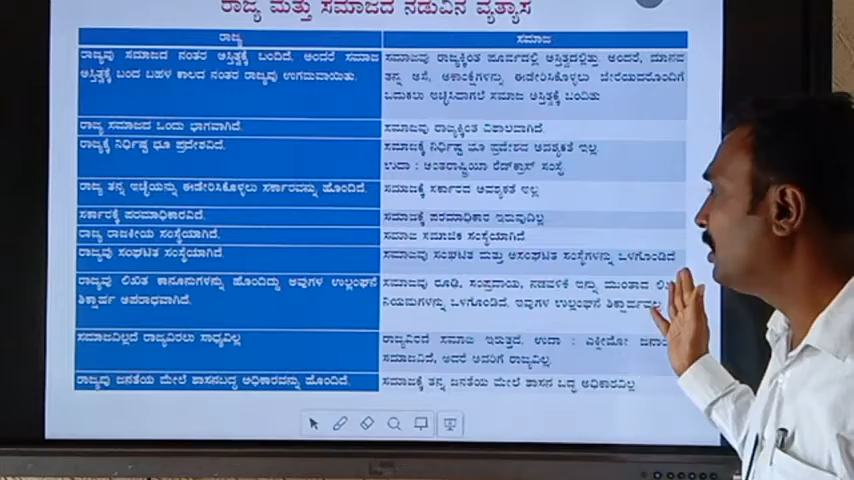 ರಾಜ್ಯ ಮತ್ತು ಸಮಾಜದ ನಡುವಿನ ವ್ಯತ್ಯಾಸ
ರಾಜ್ಯ
ಸಮಾಜ
ರಾಜ್ಯವು ಸಮಾಜದ ನಂತರ ಅಸ್ತಿತ್ವಕ್ಕೆ ಬಂದಿದೆ. ಅಂದರೆ ಸಮಾಜ
ಅಸ್ತಿತ್ವಕ್ಕೆ ಬಂದ ಬಹಳ ಕಾಲದ ನಂತರ ರಾಜ್ಯವು ಉಗಮವಾಯಿತು.
ಸಮಾಜವು ರಾಜ್ಯಕ್ಕಿಂತ ಪೂರ್ವದಲ್ಲಿ ಅಸ್ತಿತ್ವದಲ್ಲಿತ್ತು. ಅಂದರೆ, ಮಾನವ
ತನ್ನ ಆಸೆ, ಆಕಾಂಕ್ಷೆಗಳನ್ನು ಈಡೇರಿಸಿಕೊಳ್ಳಲು ಬೇರೆಯವರೊಂದಿಗೆ
ಒದುಕಲು ಇಚ್ಛಿಸಿದಾಗಲೆ ಸಮಾಜ ಅಸ್ತಿತ್ವಕ್ಕೆ ಬಂದಿತು
ರಾಜ್ಯ ಸಮಾಜದ ಒಂದು ಭಾಗವಾಗಿದೆ.
ಸಮಾಜವು ರಾಜ್ಯಕ್ಕಿಂತ ವಿಶಾಲವಾಗಿದೆ.
ರಾಜ್ಯಕ್ಕೆ ನಿರ್ಧಿಷ್ಟ ಭೂ ಪ್ರದೇಶವಿದೆ.
ಸಮಾಜಕ್ಕೆ ನಿರ್ಧಿಷ್ಟ ಭೂ ಪ್ರದೇಶದ ಅವಶ್ಯಕತೆ ಇಲ್ಲ
ಉದಾ : ಅಂತರಾಷ್ಟ್ರೀಯಾ ರೆಡ್‌ಕ್ರಾಸ್ ಸಂಸ್ಥೆ
ರಾಜ್ಯ ತನ್ನ ಇಚ್ಛೆಯನ್ನು ಈಡೇರಿಸಿಕೊಳ್ಳಲು ಸರ್ಕಾರವನ್ನು ಹೊಂದಿದೆ.
ಸಮಾಜಕ್ಕೆ ಸರ್ಕಾರದ ಅವಶ್ಯಕತೆ ಇಲ್ಲ
ಸರ್ಕಾರಕ್ಕೆ ಪರಮಾಧಿಕಾರವಿದೆ.
ಸಮಾಜಕ್ಕೆ ಪರಮಾಧಿಕಾರ ಇರುವುದಿಲ್ಲ
ರಾಜ್ಯ ರಾಜಕೀಯ ಸಂಸ್ಥೆಯಾಗಿದೆ.
ಸಮಾಜ ಸಮಾಜಿಕ ಸಂಸ್ಥೆಯಾಗಿದೆ
ರಾಜ್ಯವು ಸಂಘಟಿತ ಸಂಸ್ಥೆಯಾಗಿದೆ.
ಸಮಾಜವು ಸಂಘಟಿತ ಮತ್ತು ಅಸಂಘಟಿತ ಸಂಸ್ಥೆಗಳನ್ನು ಒಳಗೊಂಡಿದೆ
ರಾಜ್ಯವು ಲಿಖಿತ ಕಾನೂನುಗಳನ್ನು ಹೊಂದಿದ್ದು ಅವುಗಳ ಉಲ್ಲಂಘನೆ
ಶಿಕ್ಷಾರ್ಹ ಅಪರಾಧವಾಗಿದೆ.
ಸಮಾಜವು ರೂಡಿ, ಸಂಪ್ರದಾಯ, ನಡವಳಿಕೆ ಇನ್ನು ಮುಂತಾದ
ನಿಯಮಗಳನ್ನು ಒಳಗೊಂಡಿದೆ. ಇವುಗಳ ಉಲ್ಲಂಘನೆ ಶಿಕ್ಷಾರ್ಹವಲ್ಲ
ಸಮಾಜವಿಲ್ಲದೆ ರಾಜ್ಯವಿರಲು ಸಾಧ್ಯವಿಲ್ಲ
ರಾಜ್ಯವಿರದೆ ಸಮಾಜ ಇರುತ್ತದೆ. ಉದಾ : ಎಸ್ಕೀಮೋ
ಸಮಾಜವಿದೆ, ಆದರೆ ಅವರಿಗೆ ರಾಜ್ಯವಿಲ್ಲ.
ರಾಜ್ಯವು ಜನತೆಯ ಮೇಲೆ ಶಾಸನಬದ್ಧ ಅಧಿಕಾರವನ್ನು ಹೊಂದಿದೆ.
ಸಮಾಜಕ್ಕೆ ತನ್ನ ಜನತೆಯ ಮೇಲೆ ಶಾಸನ ಬದ್ಧ ಅಧಿಕಾರವಿಲ್ಲ